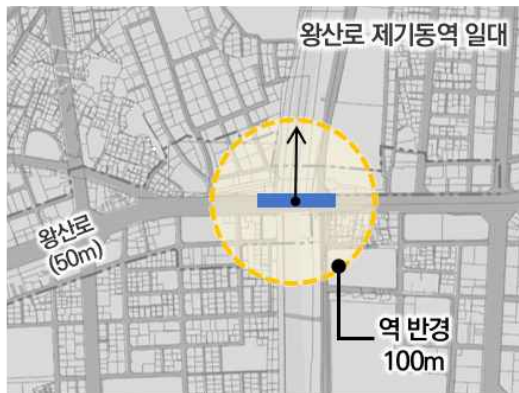 왕산로 제기동역 일대
왕산로
(50m)
역 반경
100m